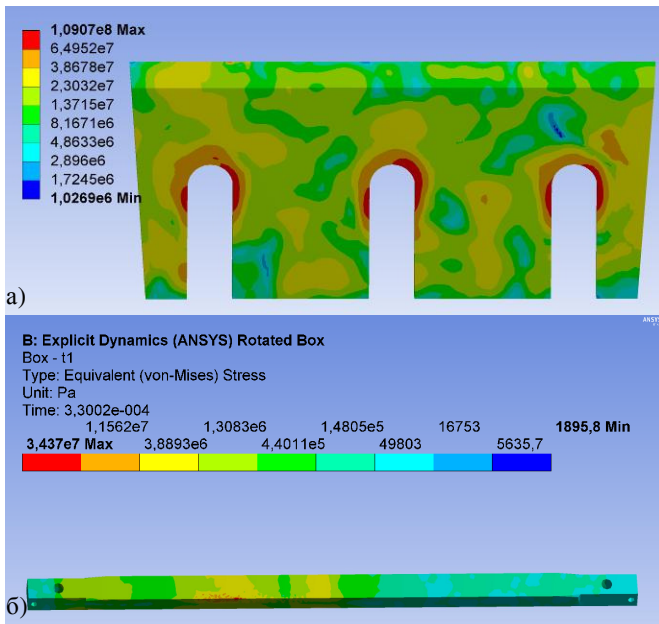 1,0907e8 Max
6,4952e7
3,8678e7
2,3032e7
1,3715e7
8,1671e6
4,8633e6
2,896e6
1,7245e6
1,0269e6 Min
а)
ANSYS
B: Explicit Dynamics (ANSYS) Rotated Box
Box - t1
Type: Equivalent (von-Mises) Stress
Unit: Pa
Time: 3,3002e-004
1,1562e7 1,3083e6 1,4805e5 16753 1895,8 Min
3,437e7 Max 3,8893e6 4,4011e5 49803 5635,7
б)